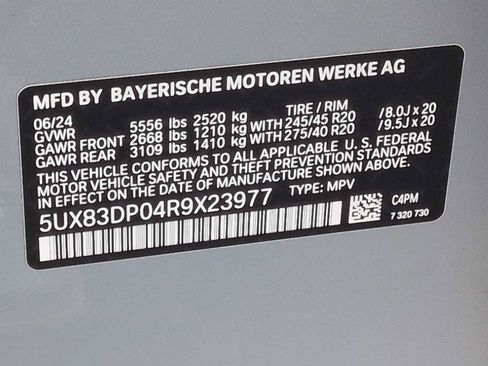 MFD BY BAYERISCHE MOTOREN WERKE AG
06/24 TIRE / RIM
GVWR 5556 lbs 2520 kg
GAWR FRONT 2668 lbs 1210 kg WITH 245/45 R20 /8.0J x 20
GAWR REAR 3109 lbs 1410 kg WITH 275/40 R20 /9.5J x 20
THIS VEHICLE CONFORMS TO ALL APPLICABLE U. S. FEDERAL
MOTOR VEHICLE SAFETY AND THEFT PREVENTION STANDARDS
IN EFFECT ON THE DATE OF MANUFACTURE SHOWN ABOVE.
5UX83DP04R9X23977 TYPE: MPV
C4PM
7 320 730